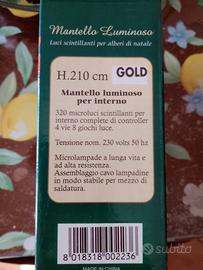 Mantello Luminoso
Luci scintillanti per alberi di natale
H.210 cm GOLD
Mantello luminoso
per interno
320 microluci scintillanti per
interno complete di controller
4 vie 8 giochi luce.
Tensione nom. 230 volts 50 hz
Microlampade a lunga vita e
ad alta resistenza.
Assemblaggio cavo lampadine
in modo stabile per mezzo di
saldatura.
8 018318 002236
MADE IN CHINA
subito